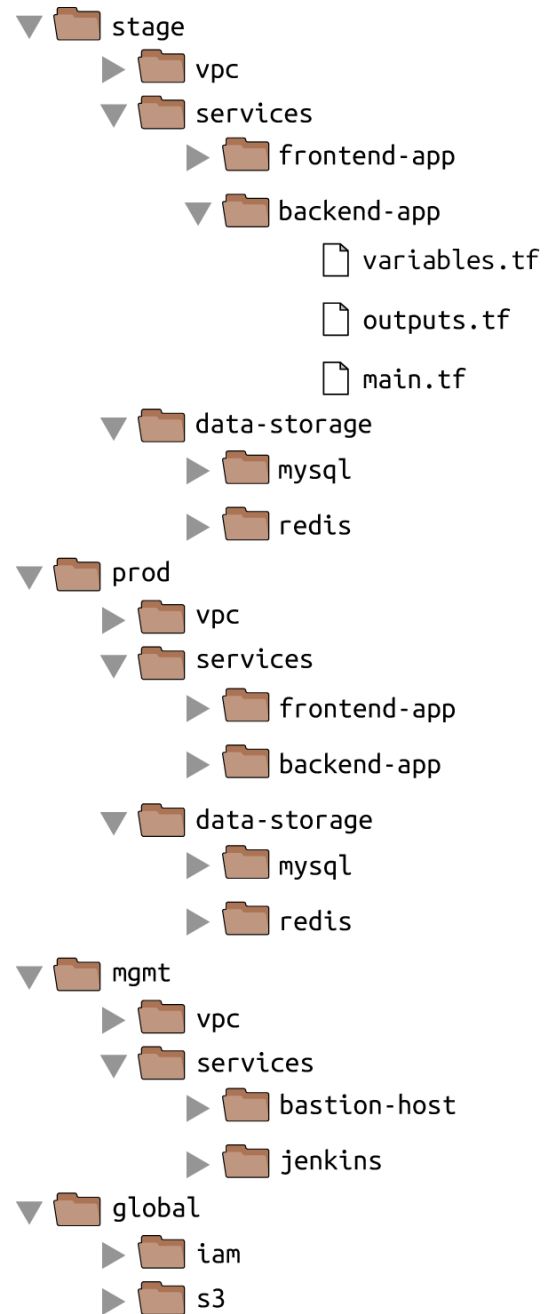 stage
vpc
services
frontend-app
backend-app
variables.tf
outputs.tf
main.tf
data-storage
mysql
redis
prod
vpc
services
frontend-app
backend-app
data-storage
mysql
redis
mgmt
vpc
services
bastion-host
jenkins
global
iam
s3